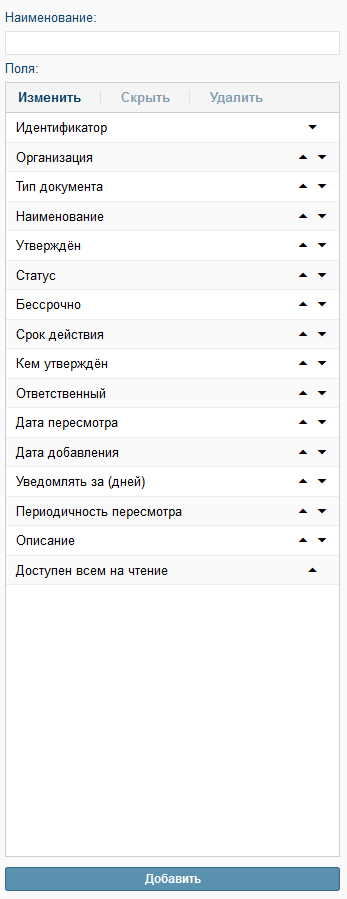 Наименование:
Поля:
Изменить Скрыть Удалить
Идентификатор
Организация
Тип документа
Наименование
Утверждён
Статус
Бессрочно
Срок действия
Кем утверждён
Ответственный
Дата пересмотра
Дата добавления
Уведомлять за (дней)
Периодичность пересмотра
Описание
Доступен всем на чтение
Добавить